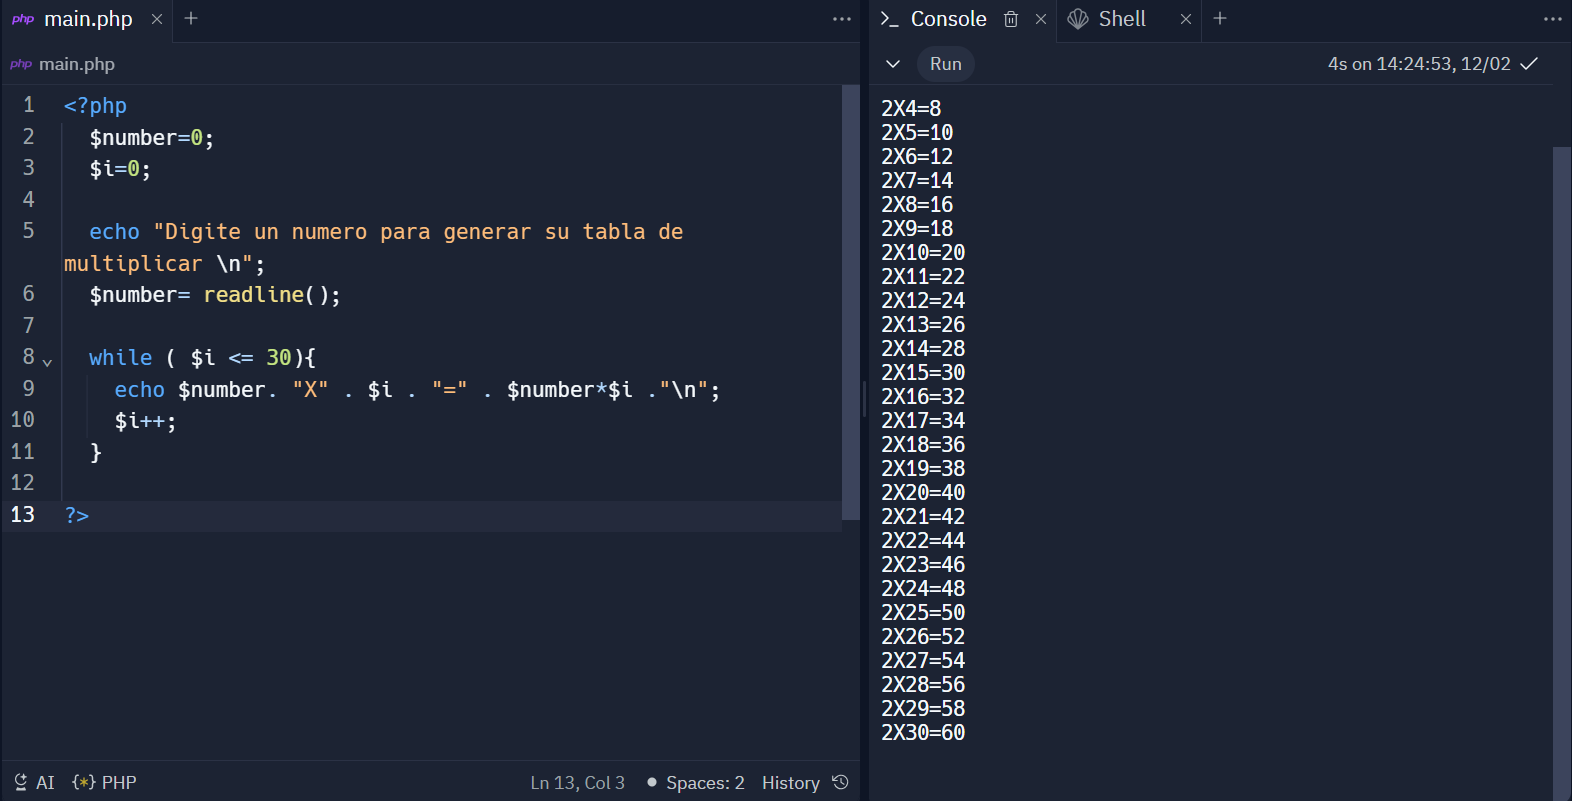 php main.php
php main.php
1 <?php
2 $number=0;
3 $i=0;
4
5 echo "Digite un numero para generar su tabla de
multiplicar \n";
6 $number= readline();
7
8 while ( $i <= 30){
9 echo $number. "X" . $i . "=" . $number*$i ."\n";
10 $i++;
11 }
12
13 ?>
AI {*} PHP Ln 13, Col 3 Spaces: 2 History
Console Shell
Run 4s on 14:24:53, 12/02
2X4=8
2X5=10
2X6=12
2X7=14
2X8=16
2X9=18
2X10=20
2X11=22
2X12=24
2X13=26
2X14=28
2X15=30
2X16=32
2X17=34
2X18=36
2X19=38
2X20=40
2X21=42
2X22=44
2X23=46
2X24=48
2X25=50
2X26=52
2X27=54
2X28=56
2X29=58
2X30=60